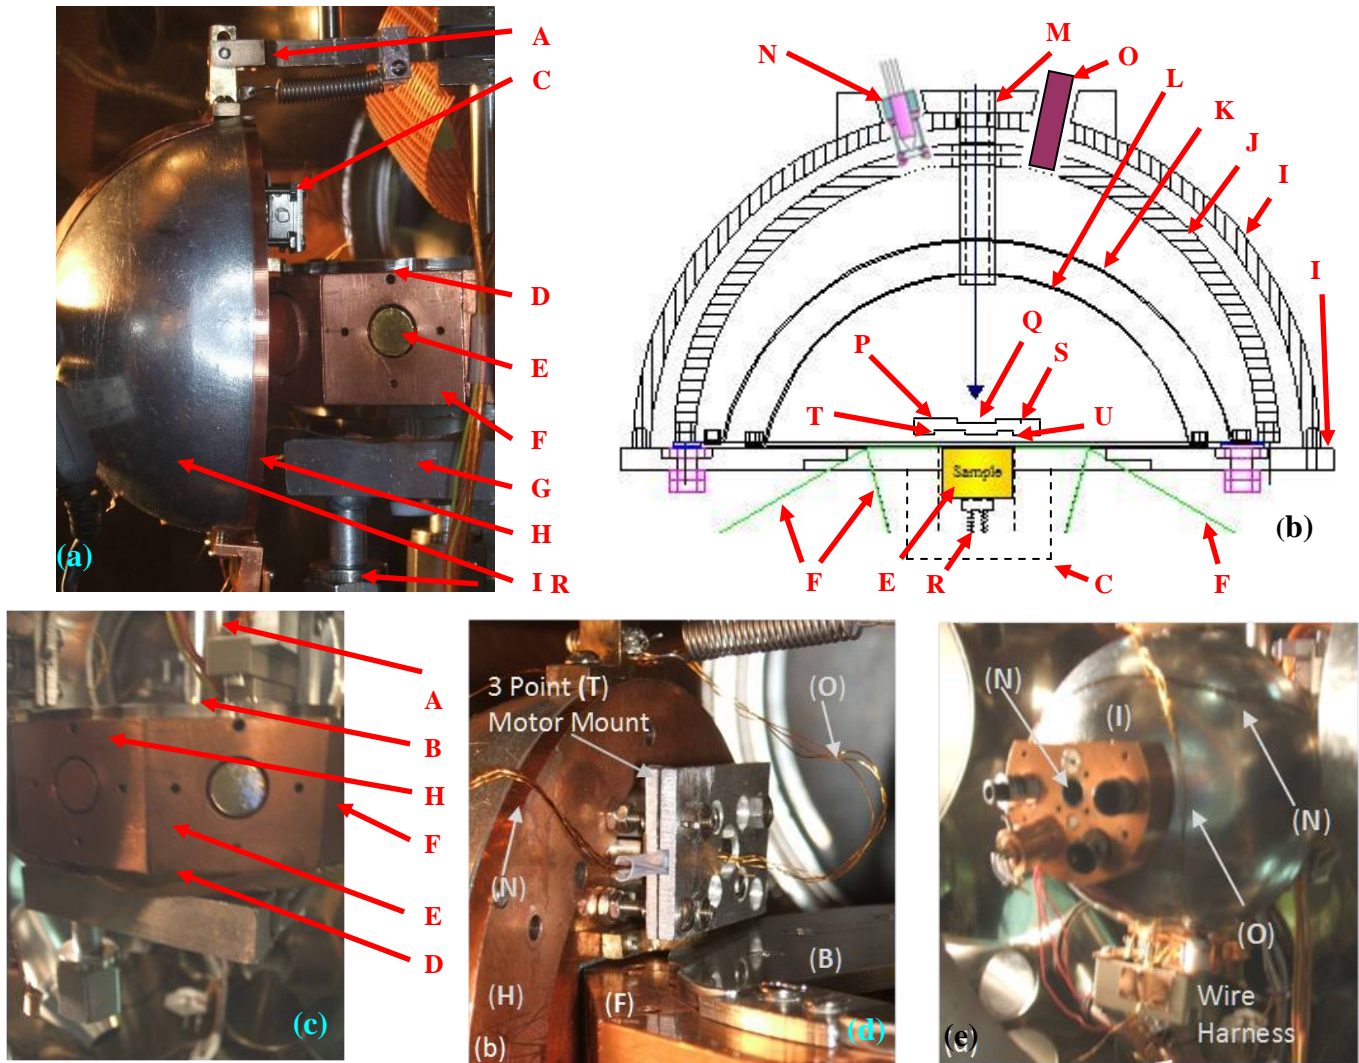 A
C
D
E
F
G
H
I R
(a)
N
M
O
L
K
J
I
I
P
Q
S
T
U
Sample
F
E
R
C
F
(b)
A
B
H
F
E
D
(c)
3 Point (T)
Motor Mount
(O)
(N)
(B)
(H)
(F)
(b)
(d)
(N)
(I)
(N)
(O)
Wire
Harness
(d)
(e)